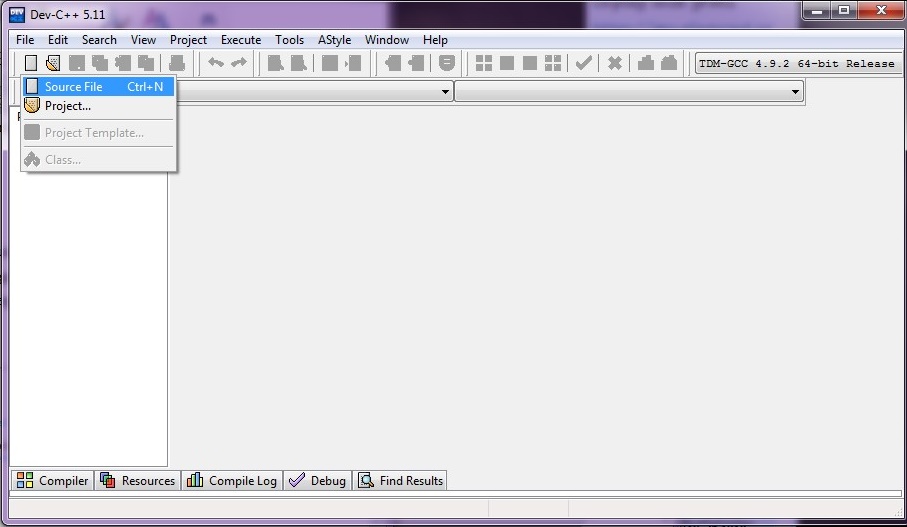 Dev-C++ 5.11
File Edit Search View Project Execute Tools AStyle Window Help
TDM-GCC 4.9.2 64-bit Release
Source File Ctrl+N
Project...
Project Template...
Class...
Compiler Resources Compile Log Debug Find Results